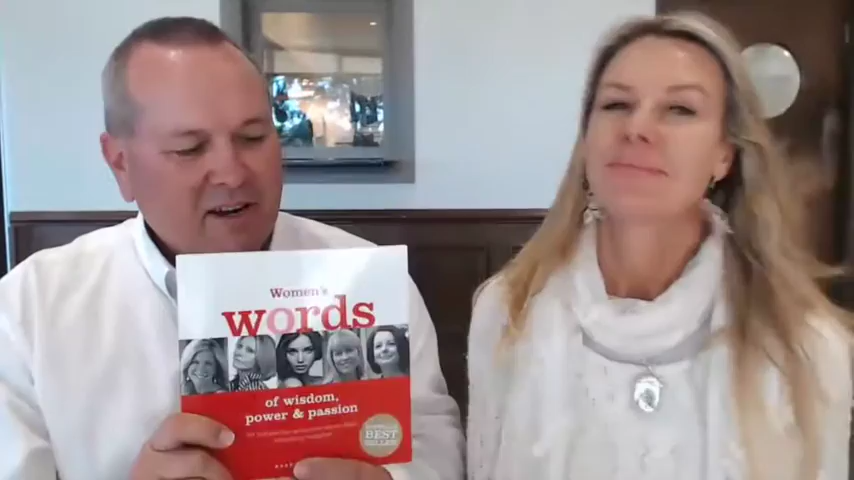 Women's
words
of wisdom,
power & passion
BEST
SELLER